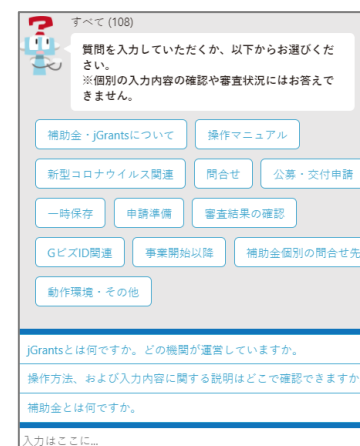 すべて (108)
質問を入力していただくか、以下からお選びくだ
さい。
※個別の入力内容の確認や審査状況にはお答えで
きません。
補助金・jGrantsについて 操作マニュアル
新型コロナウイルス関連 問合せ 公募・交付申請
一時保存 申請準備 審査結果の確認
GビズID関連 事業開始以降 補助金個別の問合せ先
動作環境・その他
jGrantsとは何ですか。どの機関が運営していますか。
操作方法、および入力内容に関する説明はどこで確認できますか
補助金とは何ですか。
入力はここに...